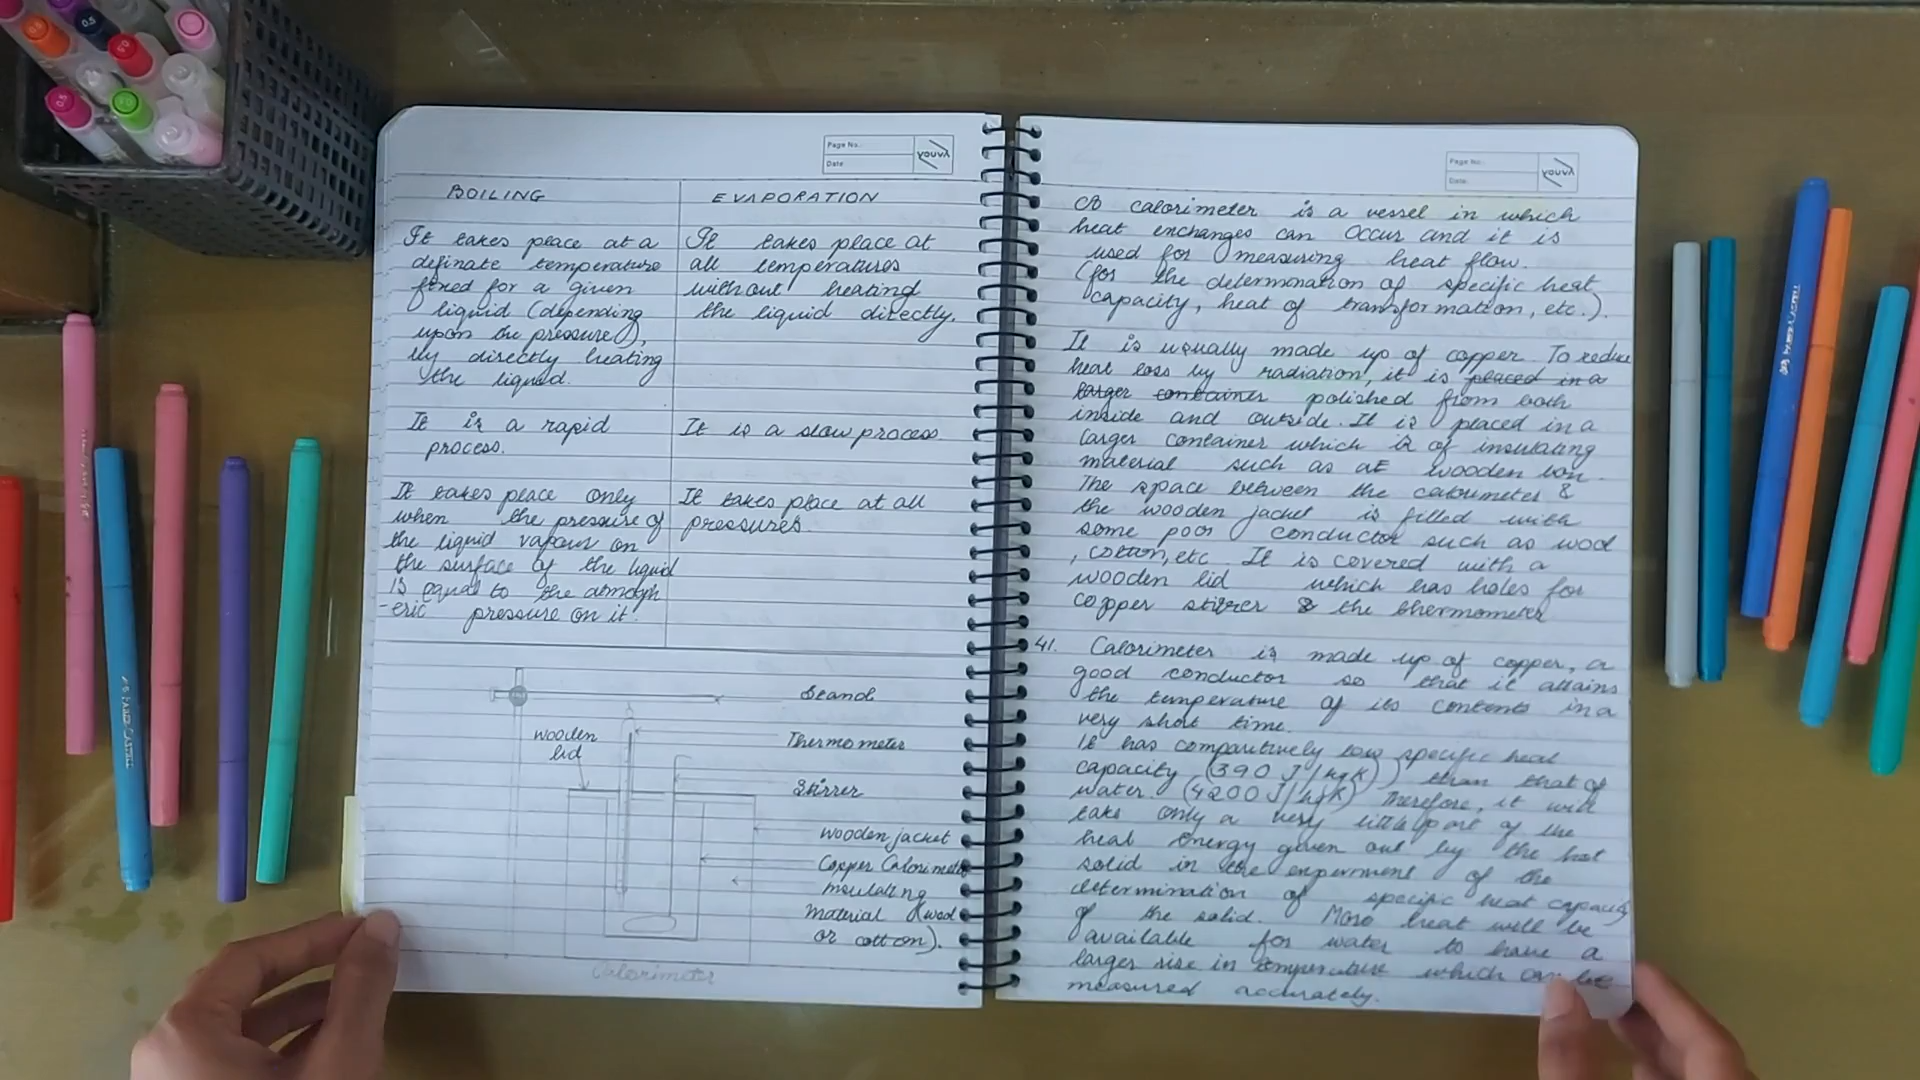 Page No.:
Date:
youva
BOILING
It takes place at a
definate temperature
fixed for a given
liquid (depending
upon the pressure),
by directly heating
the liquid.
It is a rapid
process.
It takes place only
when the pressure of
the liquid vapour on
the surface of the liquid
is equal to the atmosph
-eric pressure on it.
EVAPORATION
It takes place at
all temperatures
without heating
the liquid directly.
It is a slow process.
It takes place at all
pressures.
Stand
Thermometer
wooden
lid
Stirrer
wooden jacket
Copper Calorimeter
insulating
material (wool
or cotton).
Calorimeter
Page No.:
Date:
youva
A calorimeter is a vessel in which
heat exchanges can occur and it is
used for measuring heat flow.
(for the determination of specific heat
capacity, heat of transformation, etc.).
It is usually made up of copper. To reduce
heat loss by radiation, it is placed in a
larger container polished from both
inside and outside. It is placed in a
larger container which is of insulating
material such as at wooden box.
The space between the calorimeter &
the wooden jacket is filled with
some poor conductor such as wool
, cotton, etc. It is covered with a
wooden lid which has holes for
copper stirrer & the thermometer
41. Calorimeter is made up of copper, a
good conductor so that it attains
the temperature of its contents in a
very short time.
It has comparitively low specific heat
capacity (390 J/kgK) than that of
water. (4200 J/kgK) Therefore, it will
take only a very little part of the
heat energy given out by the hot
solid in the experiment of the
determination of specific heat capacity
of the solid. More heat will be
available for water to have a
larger rise in temperature which can be
measured accurately.
FABER-CASTELL
0.5
0.5